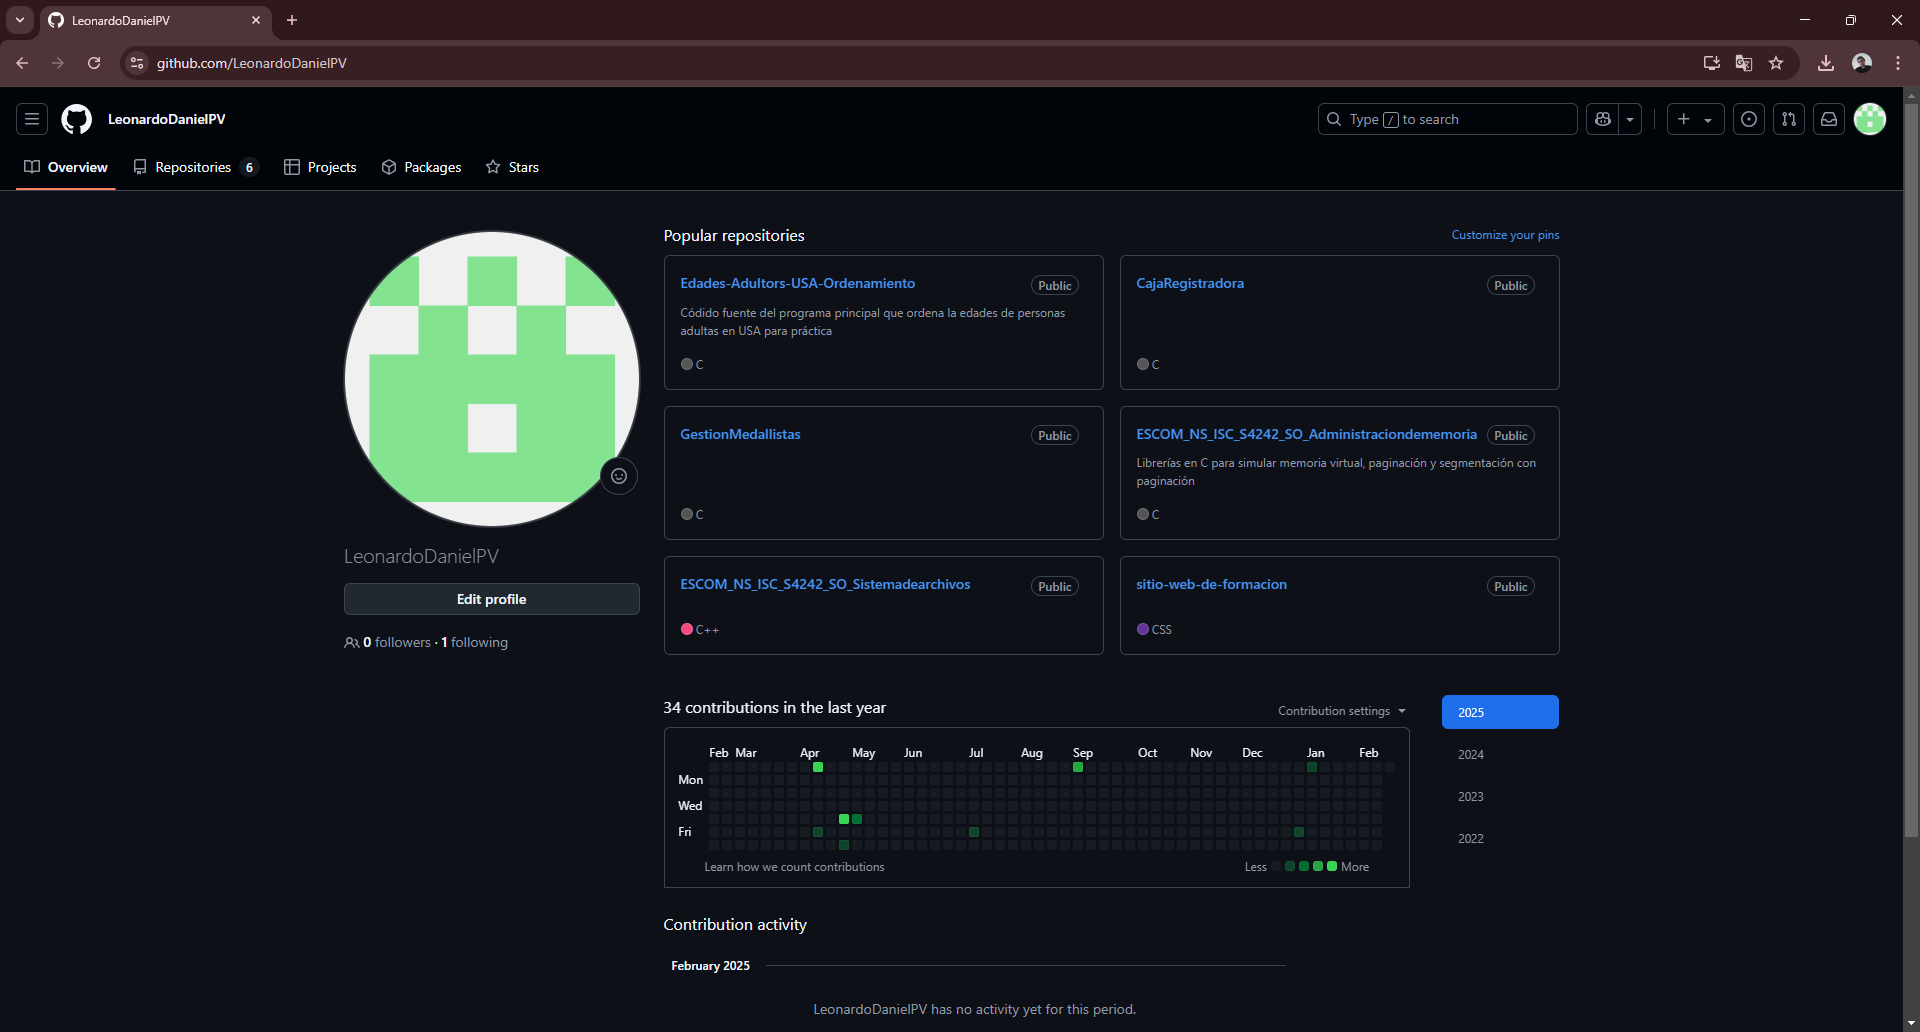 LeonardoDanielPV
github.com/LeonardoDanielPV
LeonardoDanielPV
Type / to search
Overview
Repositories 6
Projects
Packages
Stars
LeonardoDanielPV
Edit profile
0 followers · 1 following
Popular repositories
Customize your pins
Edades-Adultors-USA-Ordenamiento
Public
Códido fuente del programa principal que ordena la edades de personas
adultas en USA para práctica
C
CajaRegistradora
Public
C
GestionMedallistas
Public
C
ESCOM_NS_ISC_S4242_SO_Administraciondememoria
Public
Librerías en C para simular memoria virtual, paginación y segmentación con
paginación
C
ESCOM_NS_ISC_S4242_SO_Sistemadearchivos
Public
C++
sitio-web-de-formacion
Public
CSS
34 contributions in the last year
Contribution settings
Feb Mar Apr May Jun Jul Aug Sep Oct Nov Dec Jan Feb
Mon
Wed
Fri
Learn how we count contributions
Less
More
2025
2024
2023
2022
Contribution activity
February 2025
LeonardoDanielPV has no activity yet for this period.